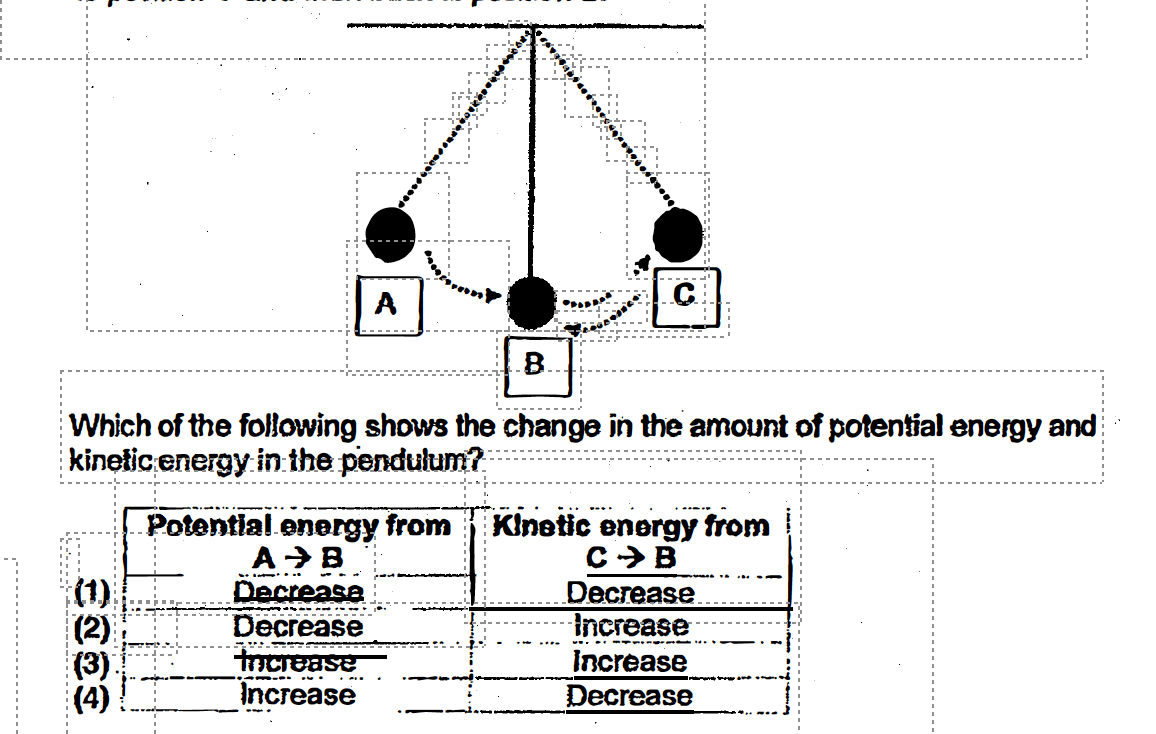 A
C
B
Which of the following shows the change in the amount of potential energy and
kinetic energy in the pendulum?
Potential energy from Kinetic energy from
A → B C → B
(1) Decrease Decrease
(2) Decrease Increase
(3) Increase Increase
(4) Increase Decrease